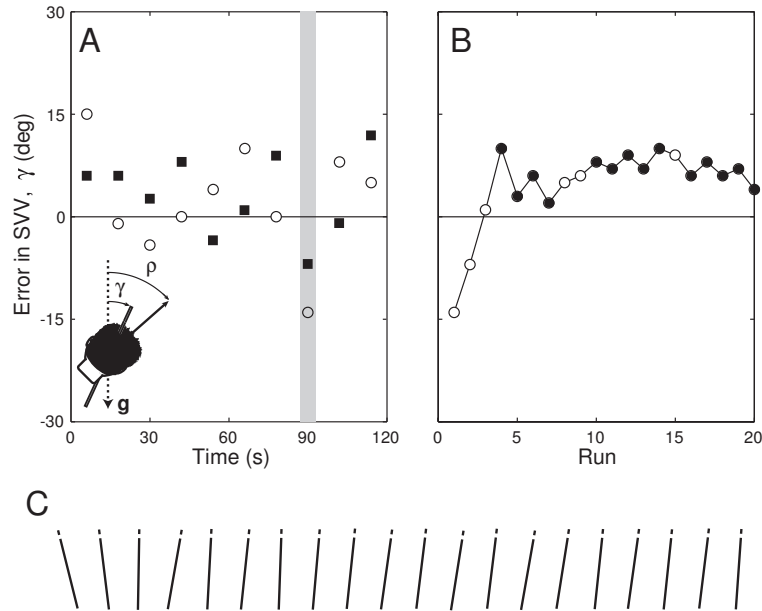 A
B
Error in SVV, γ (deg)
30
15
0
-15
-30
ρ
γ
g
0
30
60
90
120
Time (s)
0
5
10
15
20
Run
C